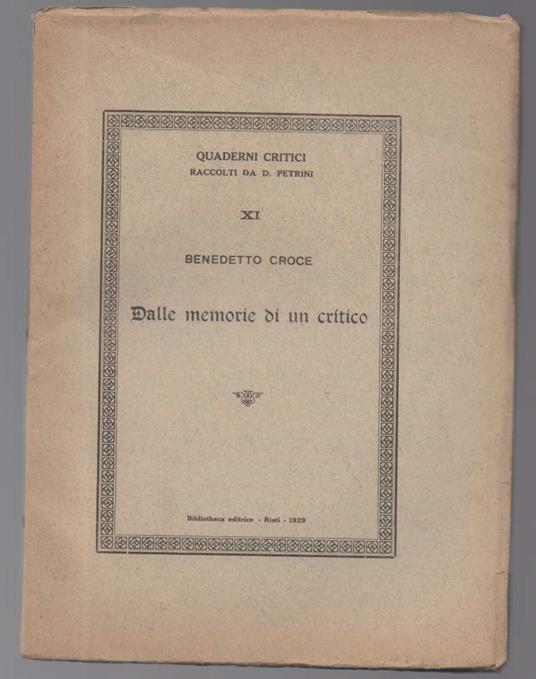 QUADERNI CRITICI
RACCOLTI DA D. PETRINI
XI
BENEDETTO CROCE
Dalle memorie di un critico
Bibliotheca editrice - Rieti - 1929